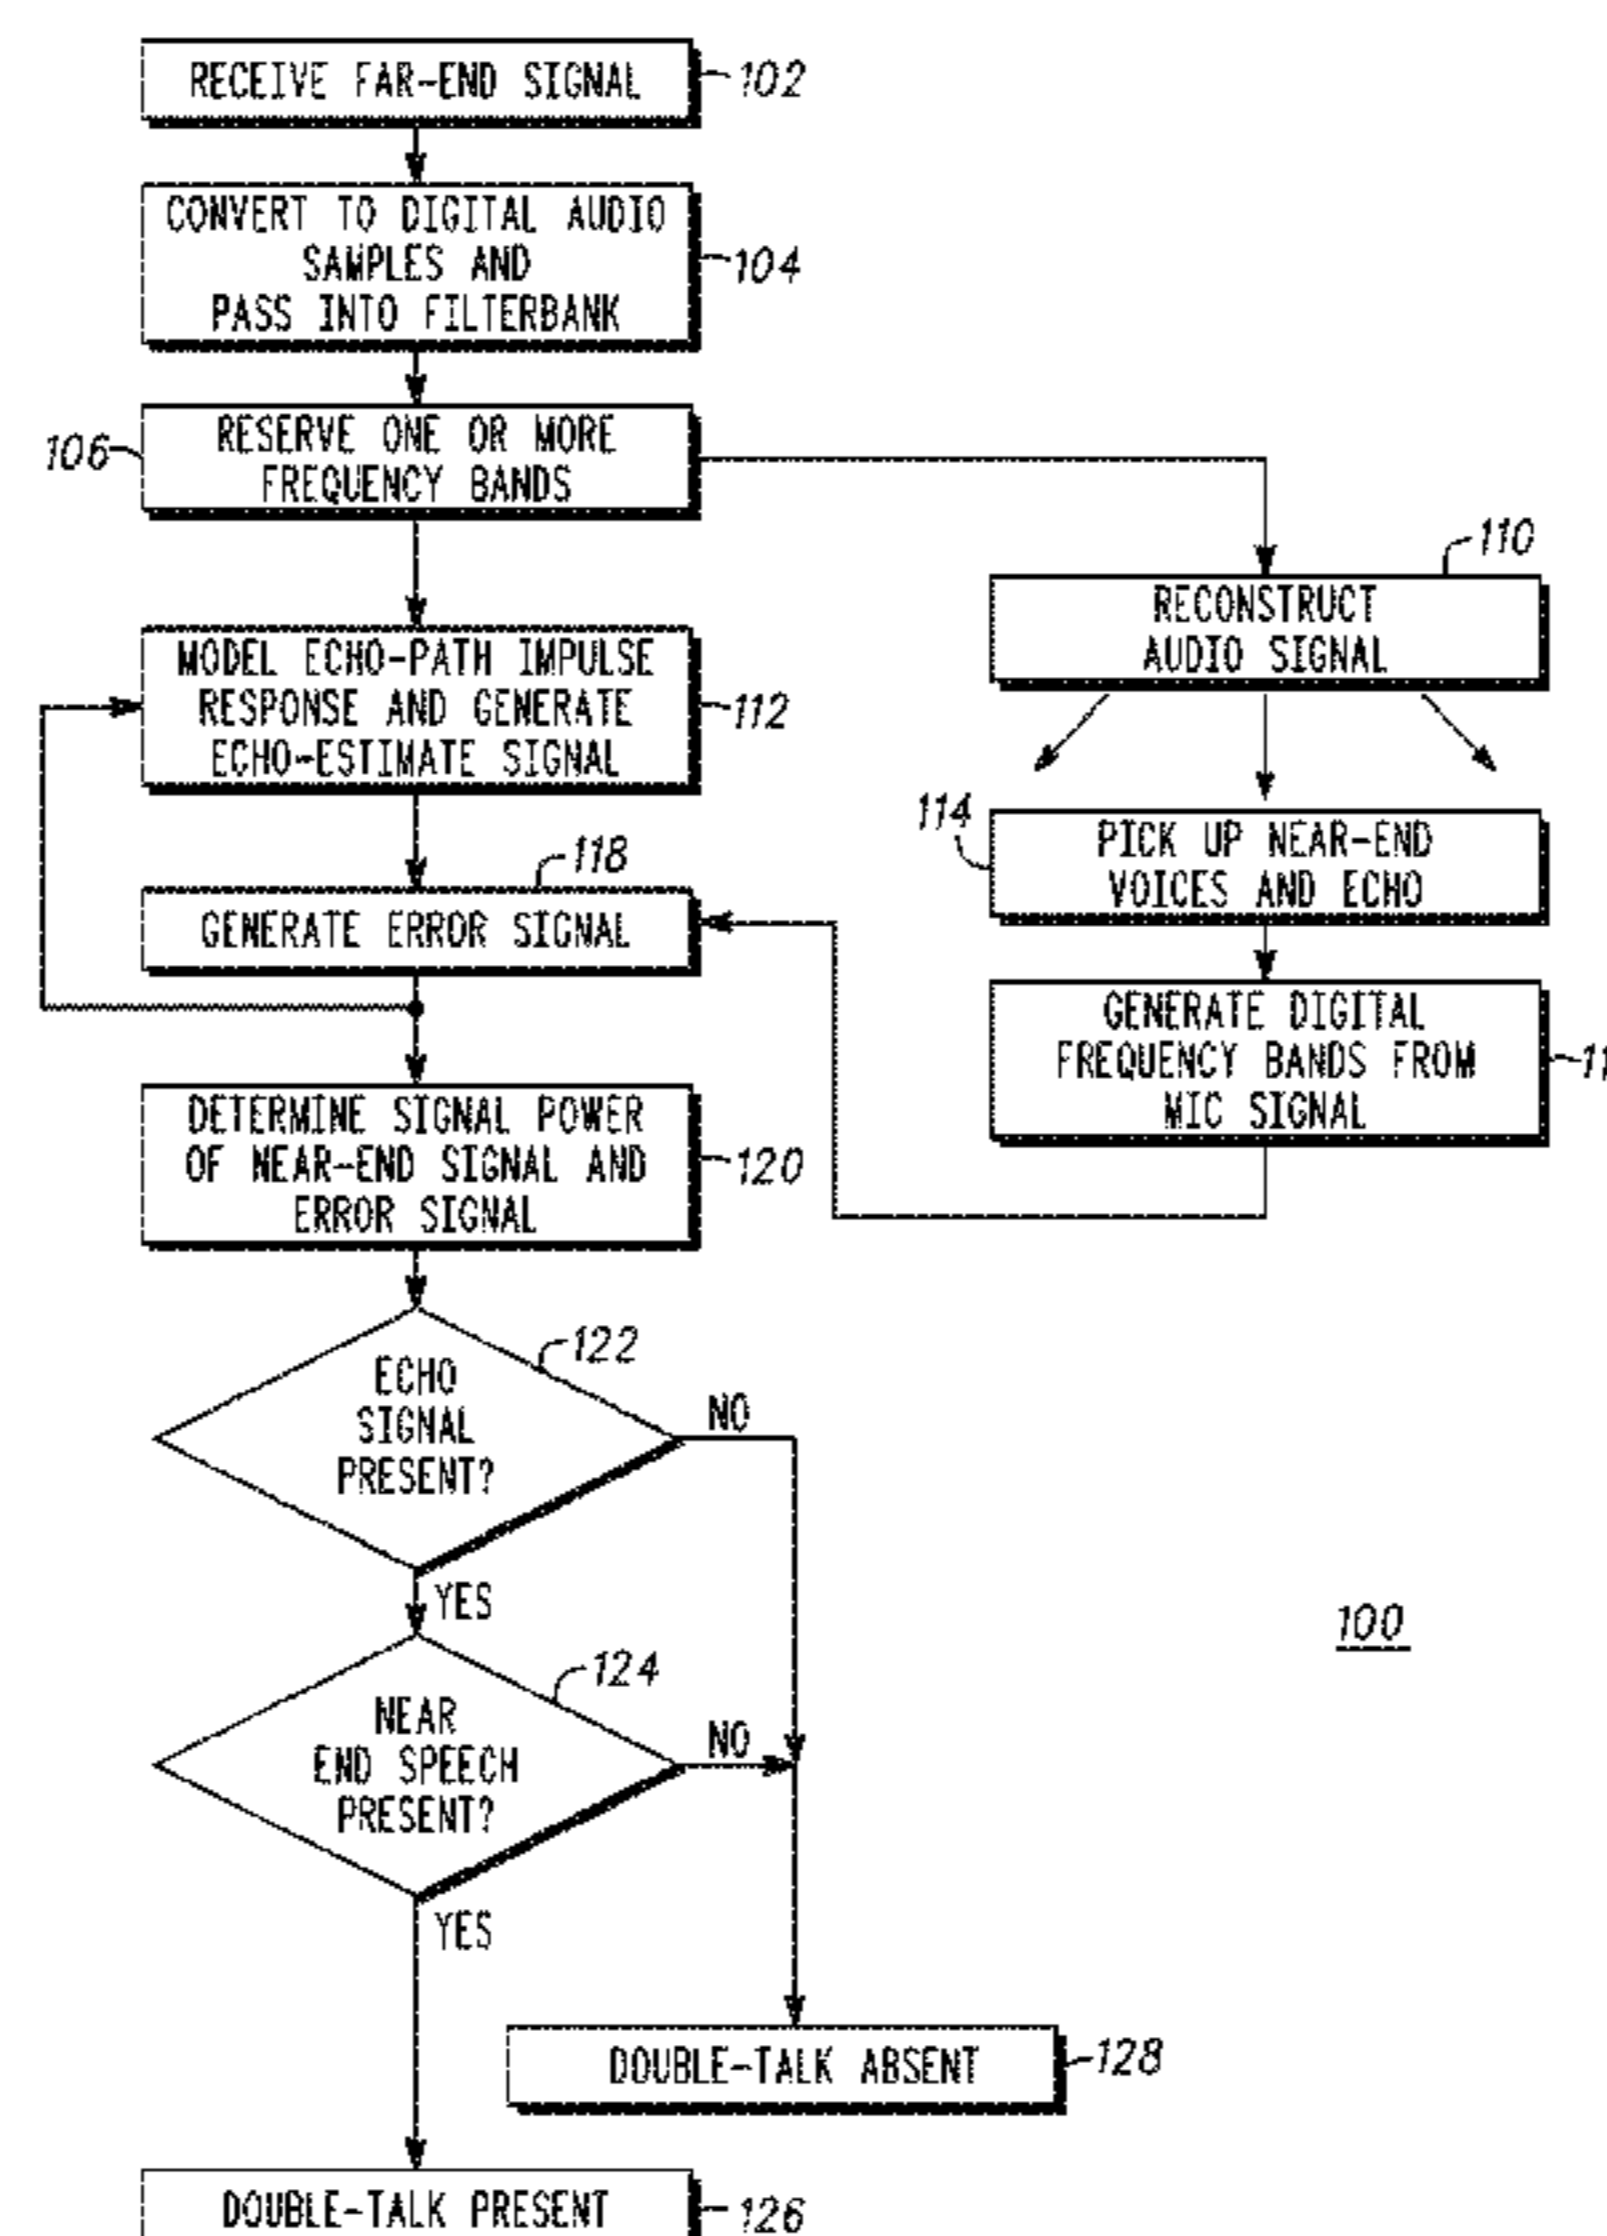 RECEIVE FAR-END SIGNAL
102
CONVERT TO DIGITAL AUDIO
SAMPLES AND
PASS INTO FILTERBANK
104
106
RESERVE ONE OR MORE
FREQUENCY BANDS
110
RECONSTRUCT
AUDIO SIGNAL
MODEL ECHO-PATH IMPULSE
RESPONSE AND GENERATE
ECHO-ESTIMATE SIGNAL
112
114
PICK UP NEAR-END
VOICES AND ECHO
118
GENERATE ERROR SIGNAL
GENERATE DIGITAL
FREQUENCY BANDS FROM
MIC SIGNAL
DETERMINE SIGNAL POWER
OF NEAR-END SIGNAL AND
ERROR SIGNAL
120
122
ECHO
SIGNAL
PRESENT?
NO
YES
100
124
NEAR
END SPEECH
PRESENT?
NO
YES
DOUBLE-TALK ABSENT
128
DOUBLE-TALK PRESENT
126